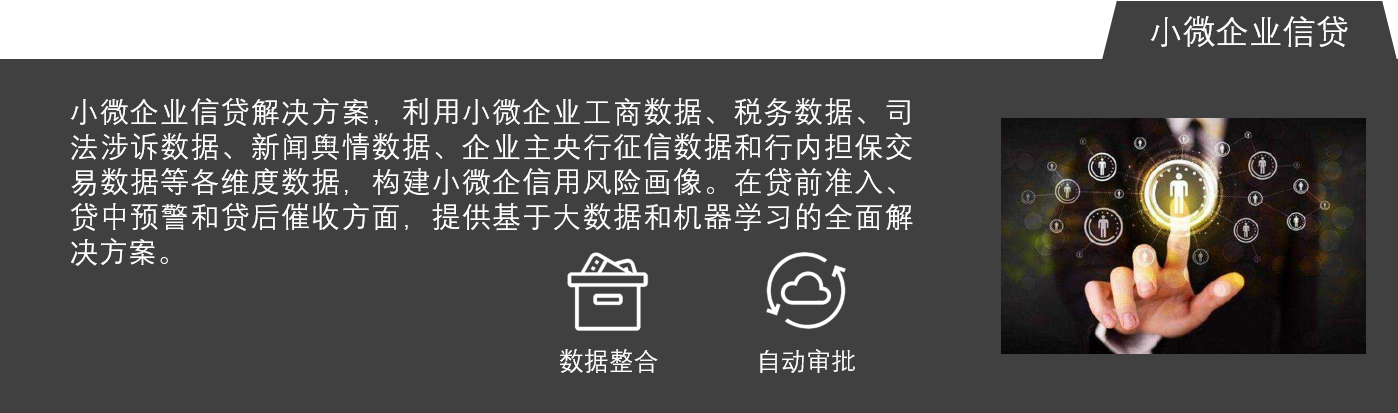 小微企业信贷
小微企业信贷解决方案，利用小微企业工商数据、税务数据、司
法涉诉数据、新闻舆情数据、企业主央行征信数据和行内担保交
易数据等各维度数据，构建小微企信用风险画像。在贷前准入、
贷中预警和贷后催收方面，提供基于大数据和机器学习的全面解
决方案。
数据整合
自动审批